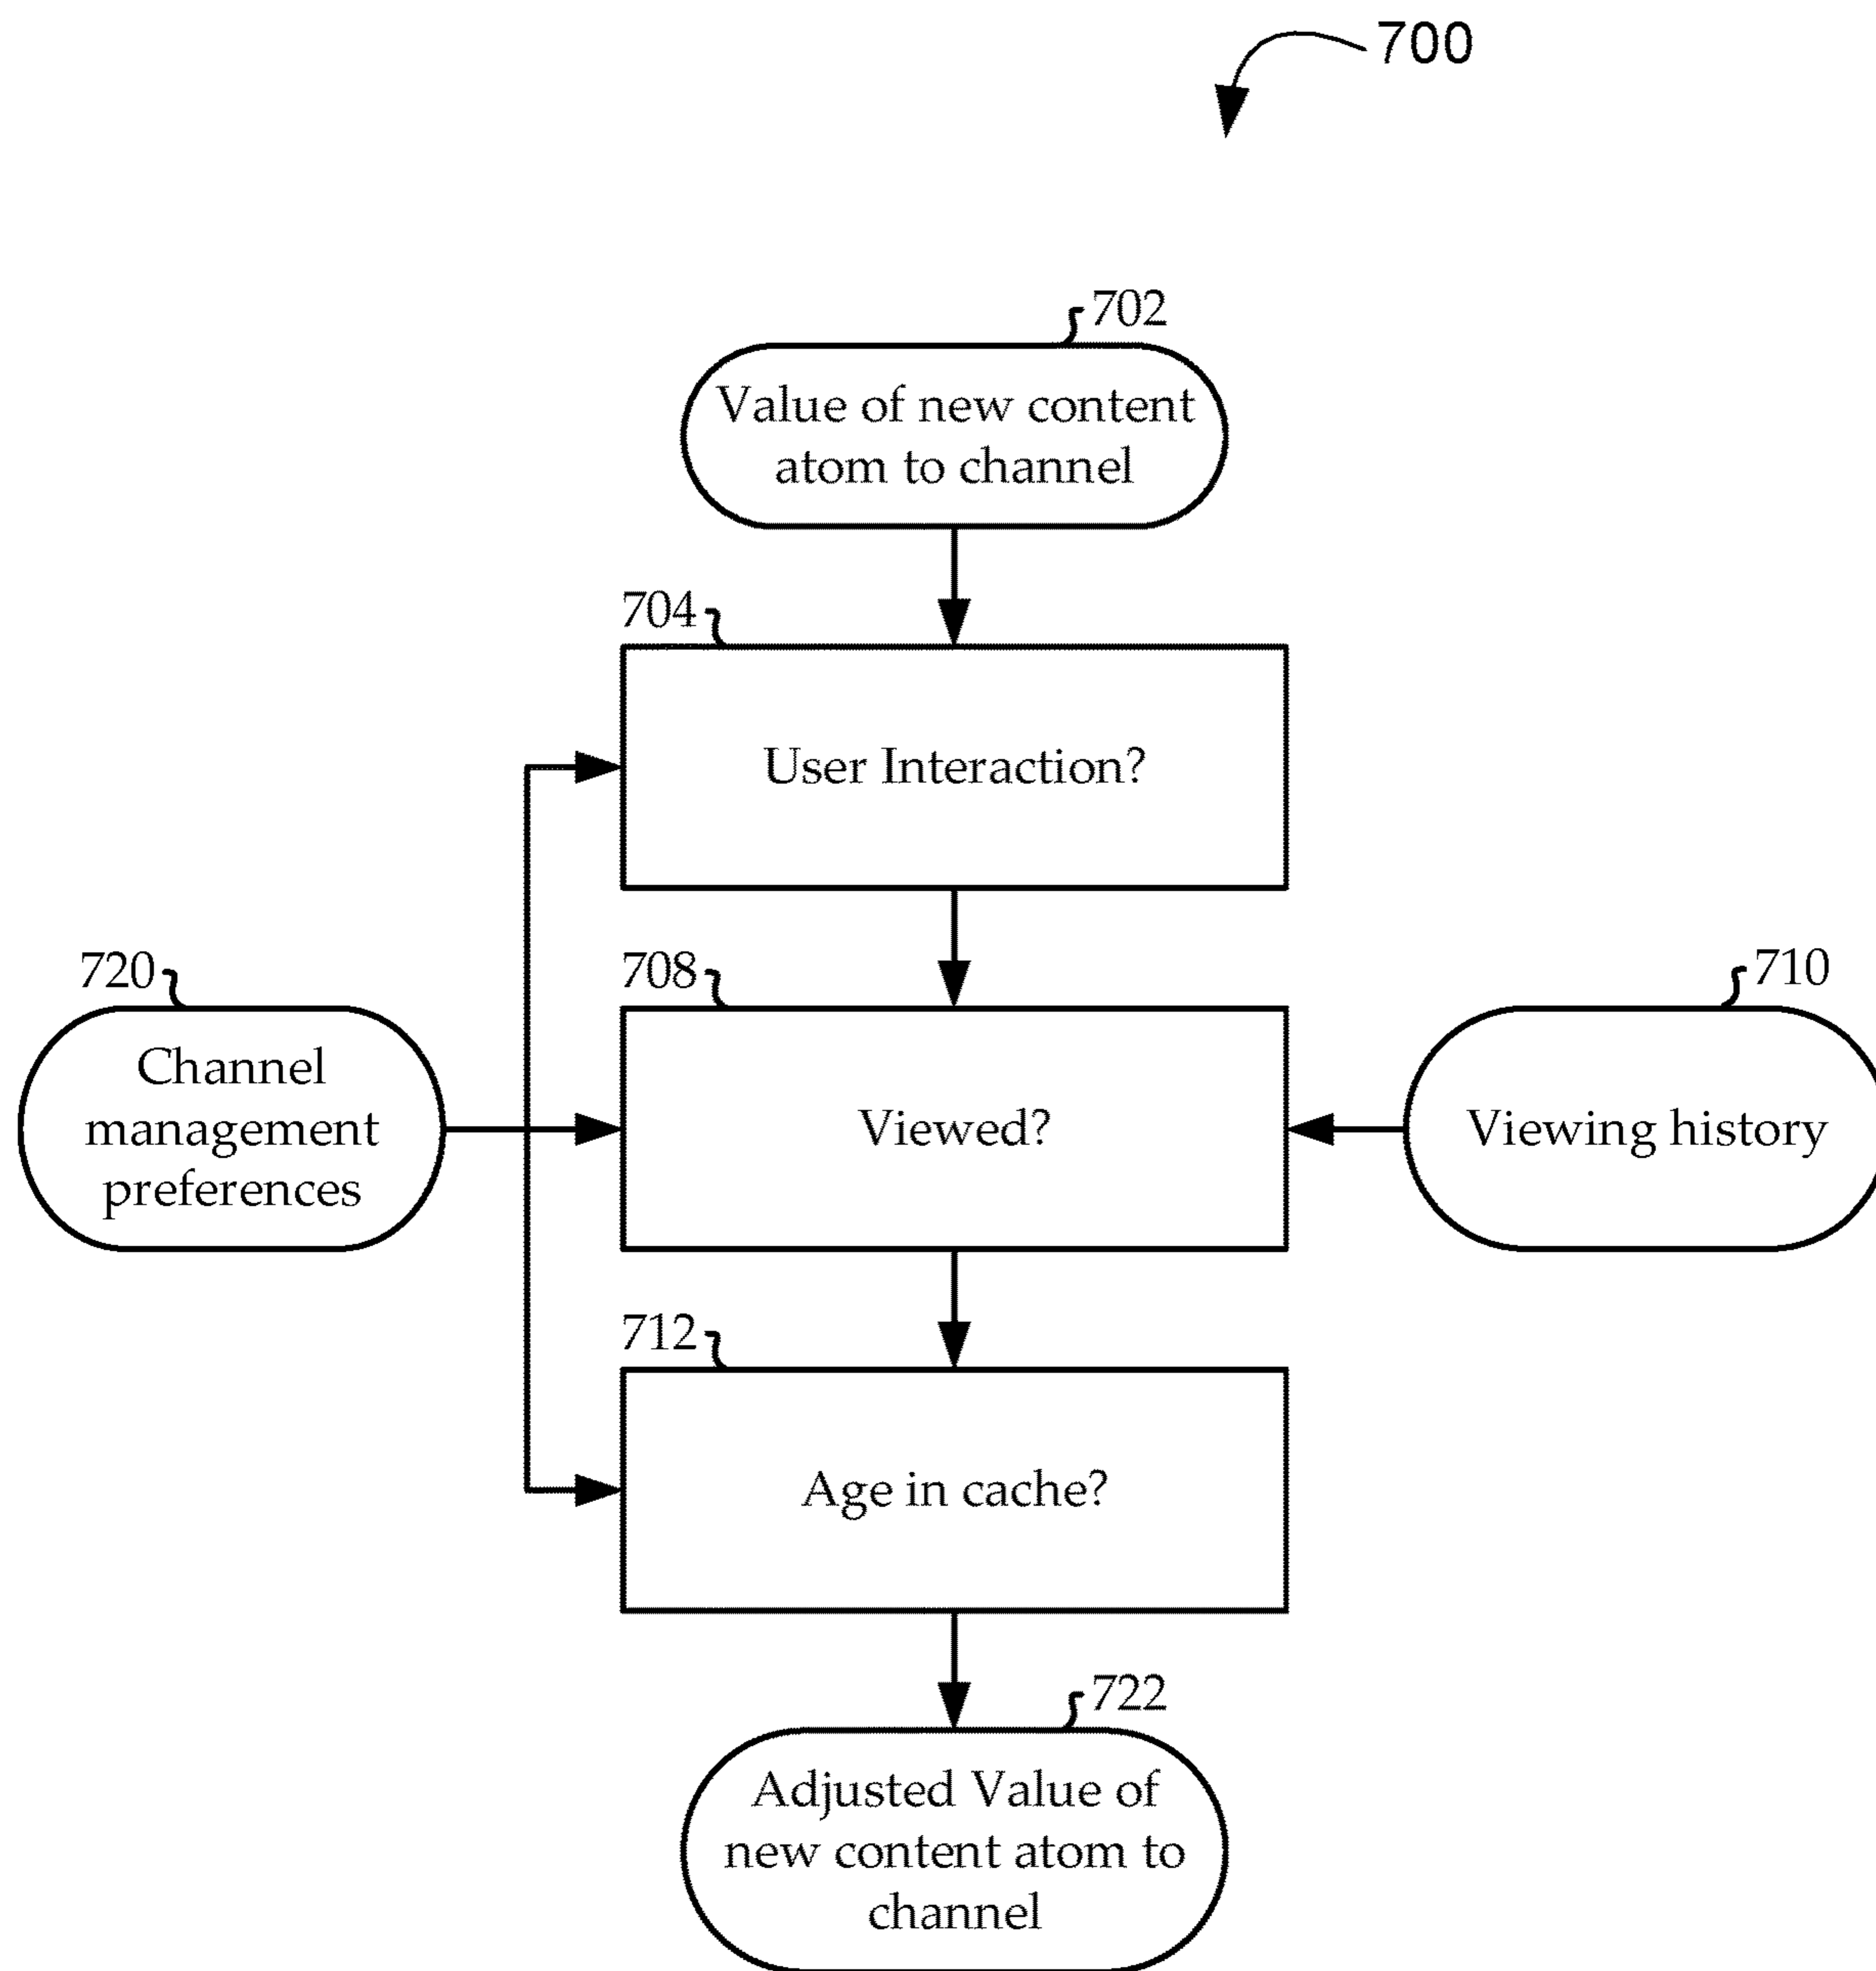 700
702
Value of new content
atom to channel
704
User Interaction?
720
Channel
management
preferences
708
Viewed?
710
Viewing history
712
Age in cache?
722
Adjusted Value of
new content atom to
channel